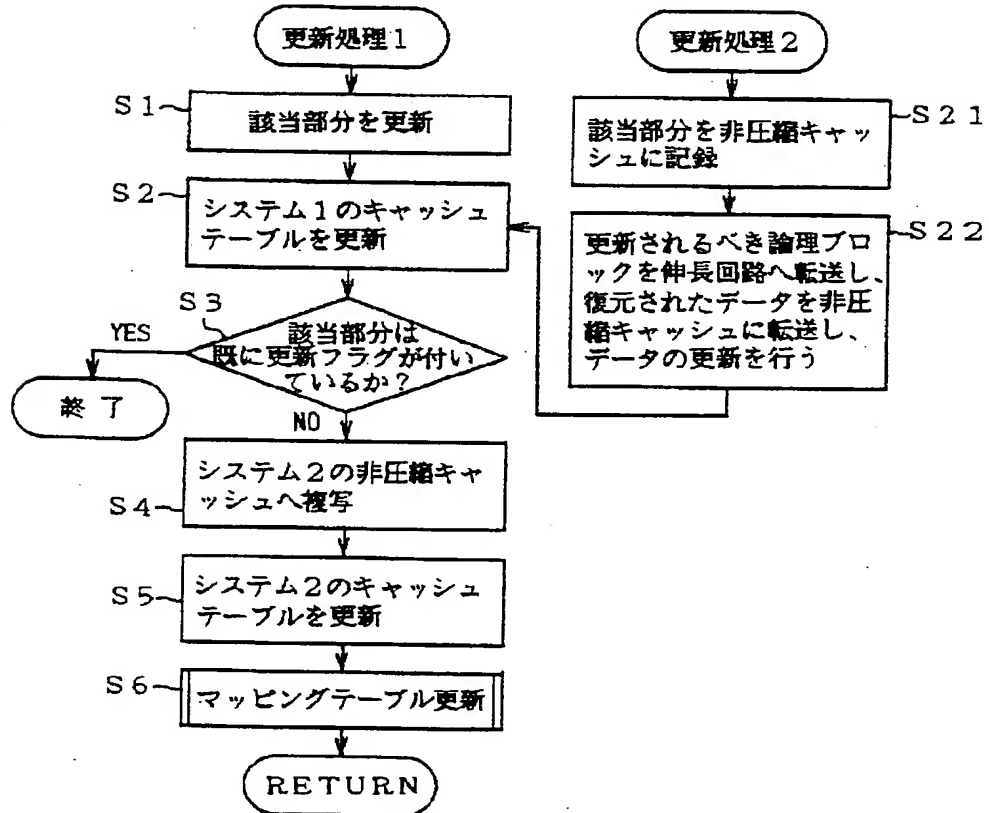 更新処理1
S1
該当部分を更新
S2
システム1のキャッシュ
テーブルを更新
S3
該当部分は
既に更新フラグが付い
ているか？
YES
終了
NO
S4
システム2の非圧縮キャ
ッシュへ複写
S5
システム2のキャッシュ
テーブルを更新
S6
マッピングテーブル更新
RETURN
更新処理2
S21
該当部分を非圧縮キャッ
シュに記録
S22
更新されるべき論理ブロ
ックを伸長回路へ転送し、
復元されたデータを非圧
縮キャッシュに転送し、
データの更新を行う